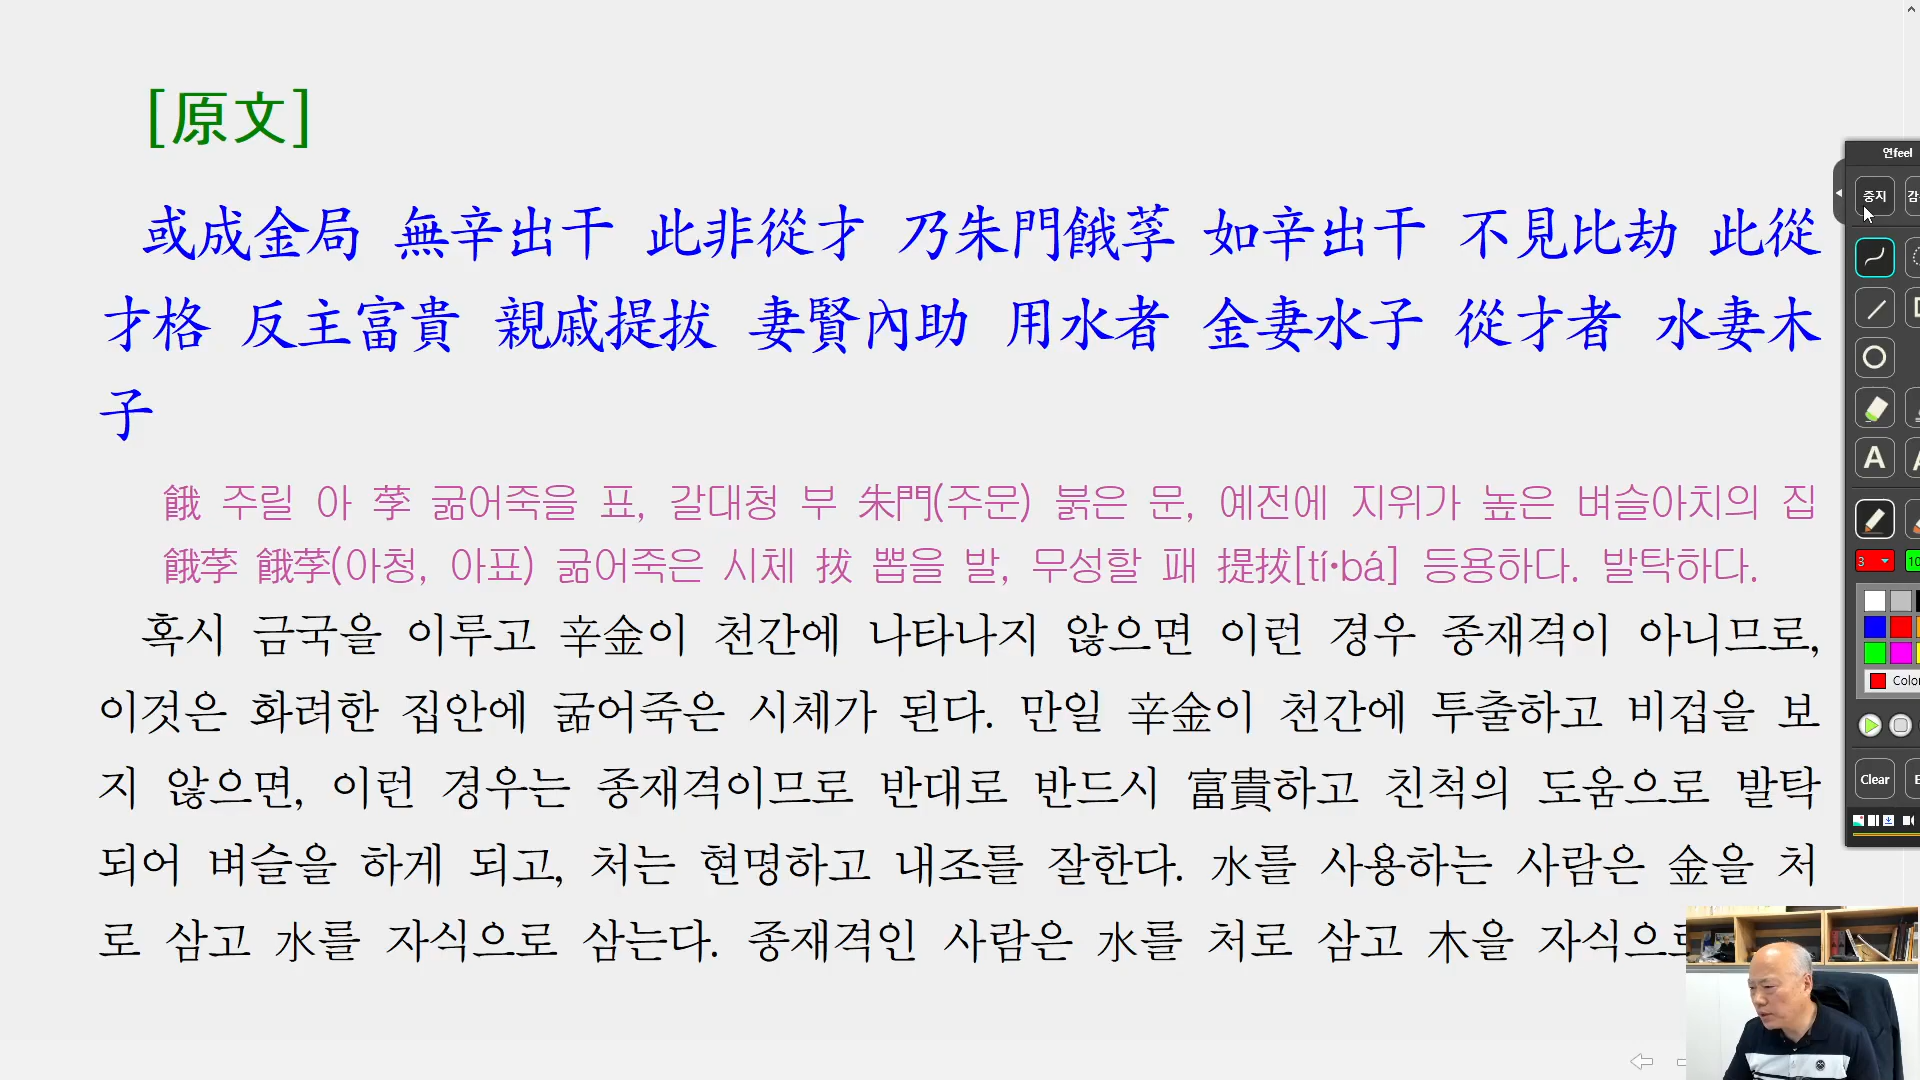 [原文]
或成金局 無辛出干 此非從才 乃朱門餓莩 如辛出干 不見比劫 此從
才格 反主富貴 親戚提拔 妻賢內助 用水者 金妻水子 從才者 水妻木
子
餓 주릴 아 莩 굶어죽을 표, 갈대청 부 朱門(주문) 붉은 문, 예전에 지위가 높은 벼슬아치의 집
餓莩 餓莩(아청, 아표) 굶어죽은 시체 拔 뽑을 발, 무성할 패 提拔[tí•bá] 등용하다. 발탁하다.
혹시 금국을 이루고 辛金이 천간에 나타나지 않으면 이런 경우 종재격이 아니므로,
이것은 화려한 집안에 굶어죽은 시체가 된다. 만일 辛金이 천간에 투출하고 비겁을 보
지 않으면, 이런 경우는 종재격이므로 반대로 반드시 富貴하고 친척의 도움으로 발탁
되어 벼슬을 하게 되고, 처는 현명하고 내조를 잘한다. 水를 사용하는 사람은 金을 처
로 삼고 水를 자식으로 삼는다. 종재격인 사람은 水를 처로 삼고 木을 자식으로
연feel
중지
A
3
10
Color
Clear